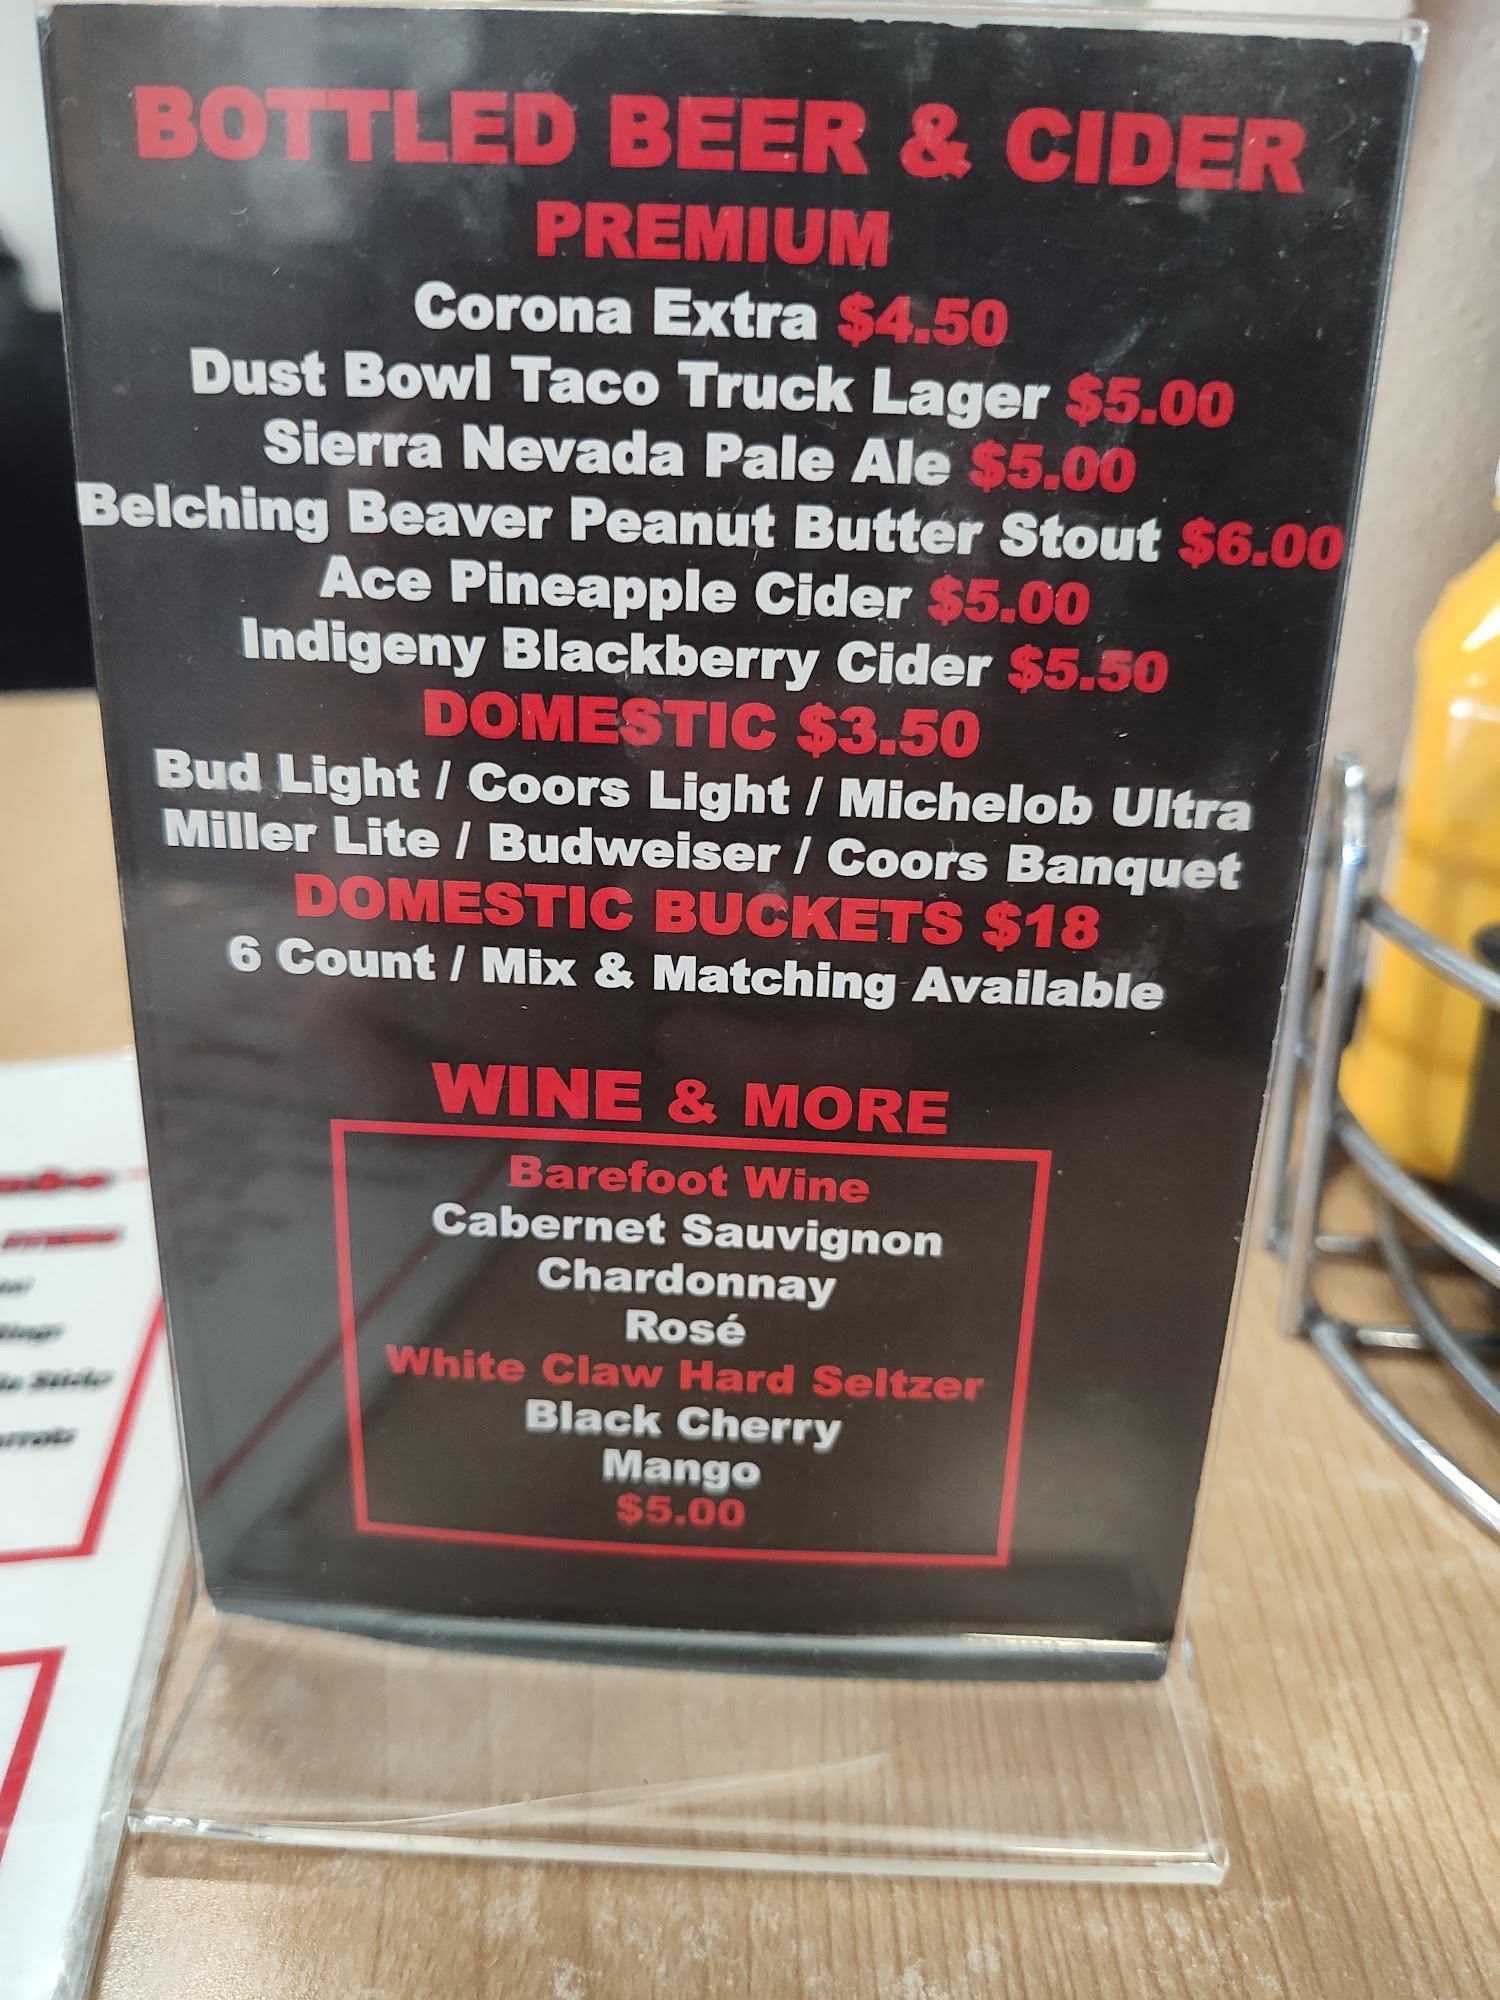 BOTTLED BEER & CIDER
PREMIUM
Corona Extra $4.50
Dust Bowl Taco Truck Lager $5.00
Sierra Nevada Pale Ale $5.00
Belching Beaver Peanut Butter Stout $6.00
Ace Pineapple Cider $5.00
Indigeny Blackberry Cider $5.50
DOMESTIC $3.50
Bud Light / Coors Light / Michelob Ultra
Miller Lite / Budweiser / Coors Banquet
DOMESTIC BUCKETS $18
6 Count / Mix & Matching Available
WINE & MORE
Barefoot Wine
Cabernet Sauvignon
Chardonnay
Rosé
White Claw Hard Seltzer
Black Cherry
Mango
$5.00